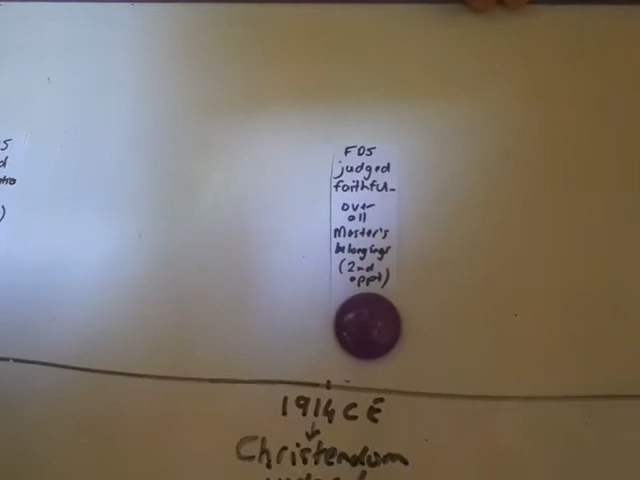 FDS
judged
faithful-
over
all
Master's
belongings
(2nd
appt)
1914 CE
Christendom